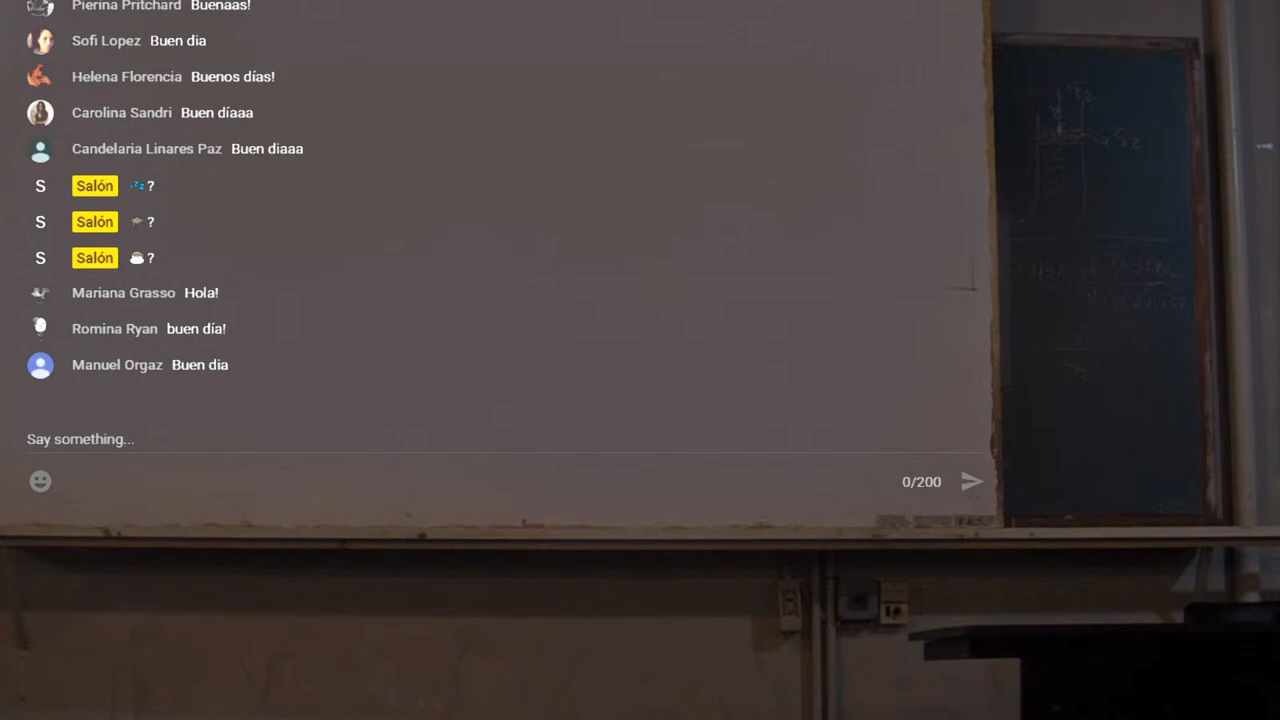 Pierina Pritchard Buenaas!
Sofi Lopez Buen dia
Helena Florencia Buenos días!
Carolina Sandri Buen díaaa
Candelaria Linares Paz Buen diaaa
S Salón 💤?
S Salón ?
S Salón ☕?
Mariana Grasso Hola!
Romina Ryan buen día!
Manuel Orgaz Buen dia
Say something...
0/200